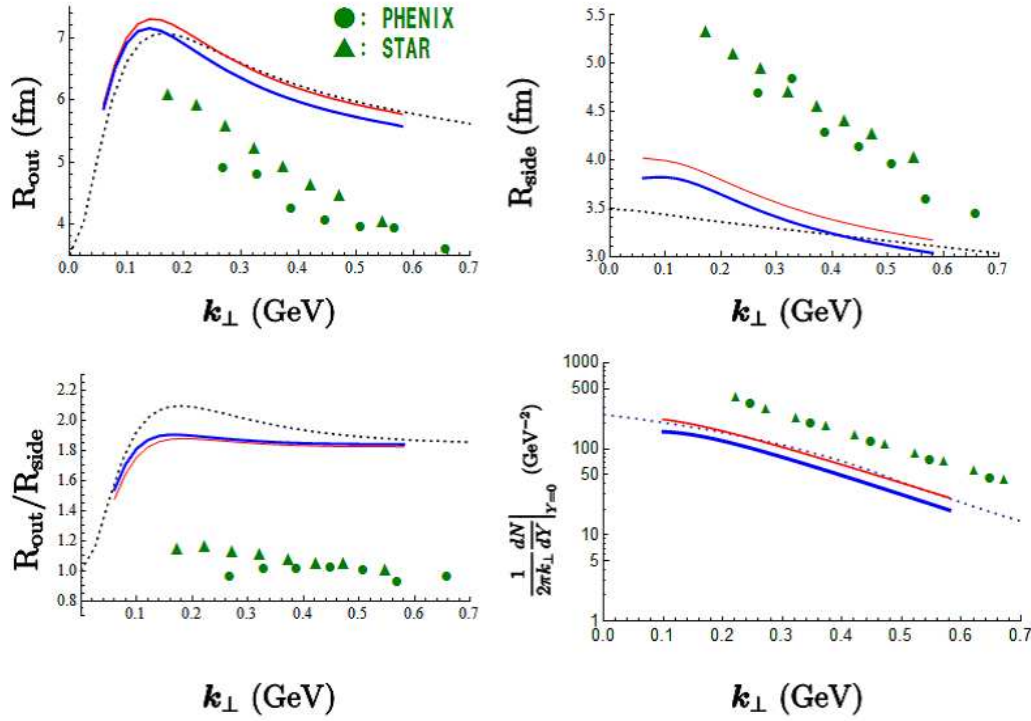 ●: PHENIX
▲: STAR
R_out (fm)
7
6
5
4
0.0 0.1 0.2 0.3 0.4 0.5 0.6 0.7
k⊥ (GeV)
R_side (fm)
5.5
5.0
4.5
4.0
3.5
3.0
0.0 0.1 0.2 0.3 0.4 0.5 0.6 0.7
k⊥ (GeV)
R_out/R_side
2.2
2.0
1.8
1.6
1.4
1.2
1.0
0.8
0.1 0.2 0.3 0.4 0.5 0.6 0.7
k⊥ (GeV)
1/(2πk⊥) dN/dY|_{Y=0} (GeV⁻²)
1000
500
100
50
10
5
1
0.0 0.1 0.2 0.3 0.4 0.5 0.6 0.7
k⊥ (GeV)